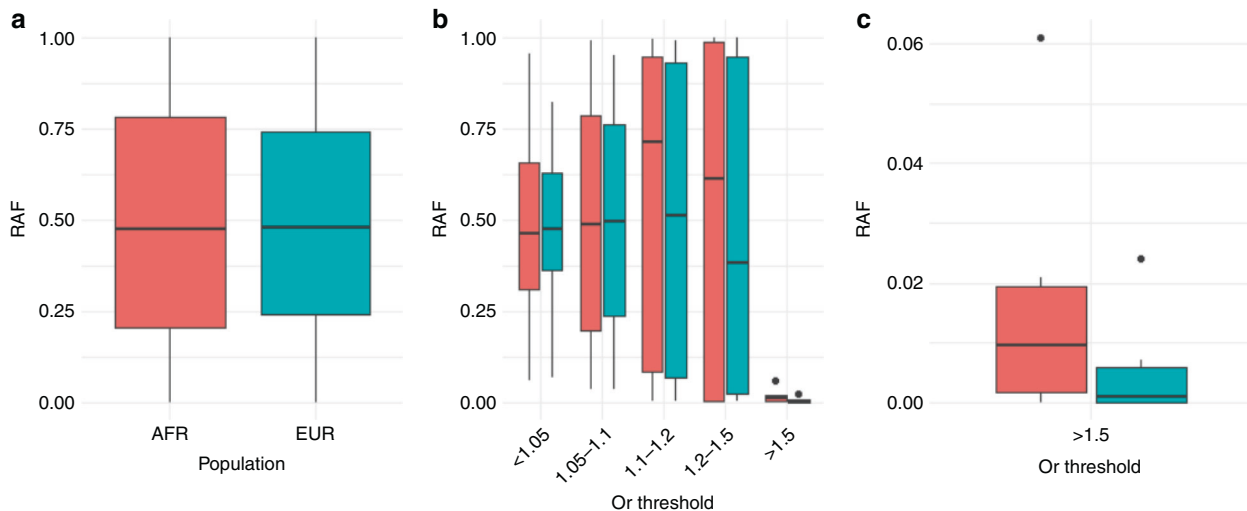 a
RAF
1.00
0.75
0.50
0.25
0.00
AFR
EUR
Population
b
RAF
1.00
0.75
0.50
0.25
0.00
<1.05
1.05–1.1
1.1–1.2
1.2–1.5
>1.5
Or threshold
c
RAF
0.06
0.04
0.02
0.00
>1.5
Or threshold